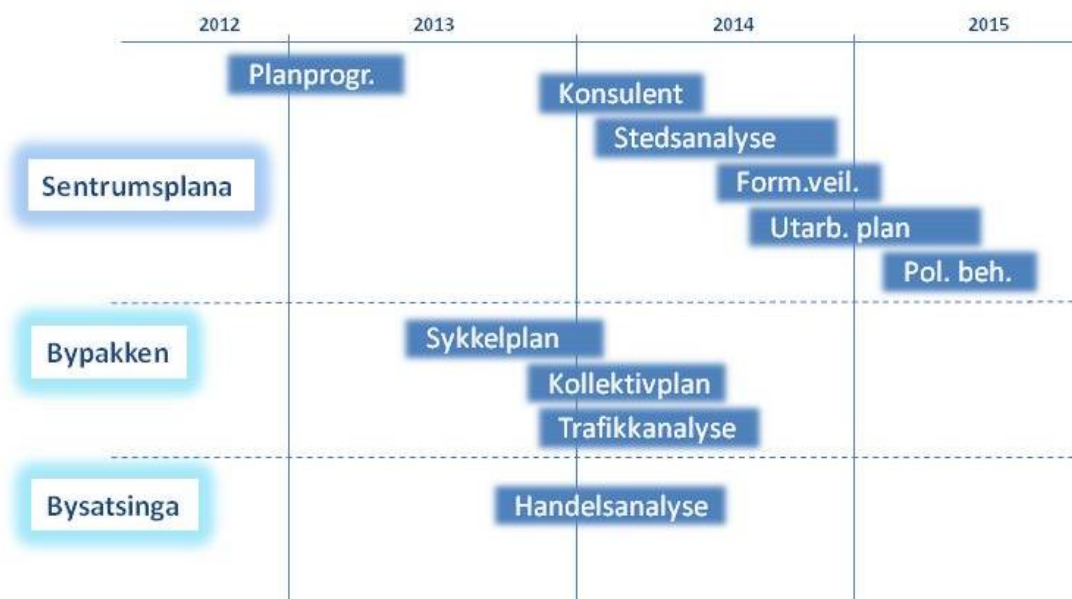 2012 2013 2014 2015
Planprogr.
Konsulent
Stedsanalyse
Sentrumsplana
Form.veil.
Utarb. plan
Pol. beh.
Bypakken
Sykkelplan
Kollektivplan
Trafikkanalyse
Bysatsinga
Handelsanalyse